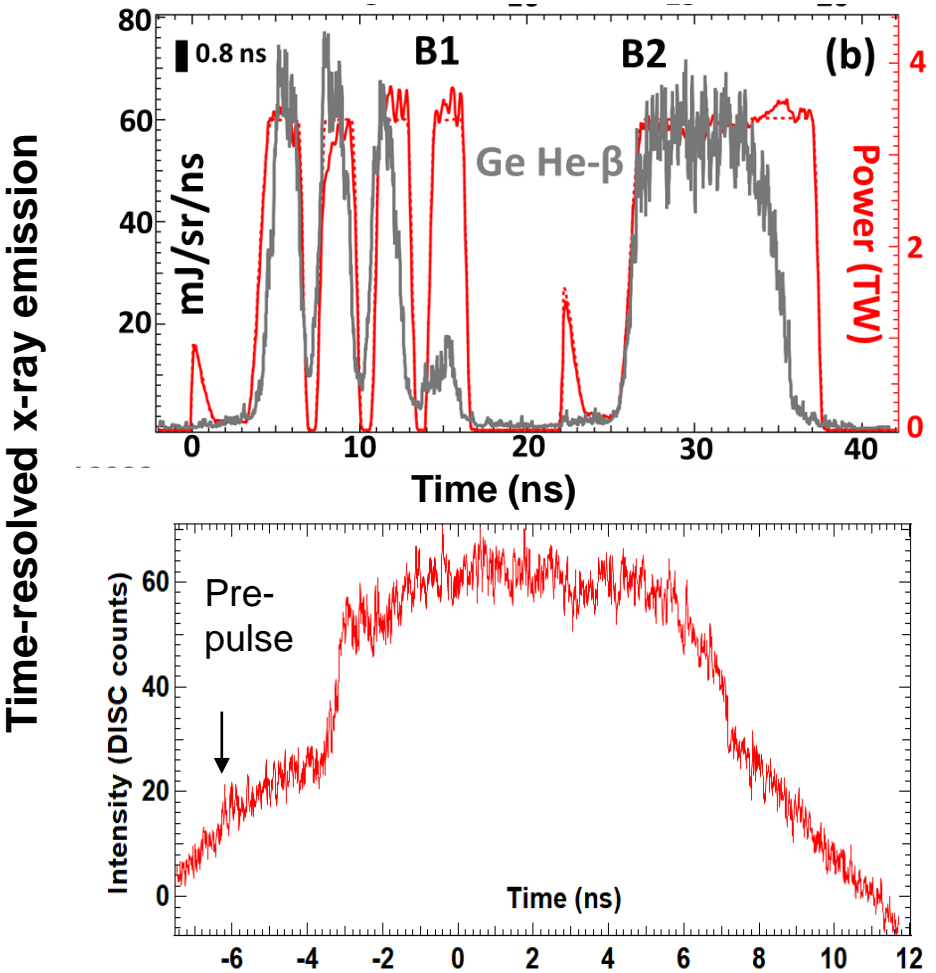 Time-resolved x-ray emission
80
60
40
20
mJ/sr/ns
0.8 ns
B1
B2
(b)
Ge He-β
4
2
0
Power (TW)
0 10 20 30 40
Time (ns)
60
40
20
0
Intensity (DISC counts)
Pre-
pulse
Time (ns)
-6 -4 -2 0 2 4 6 8 10 12